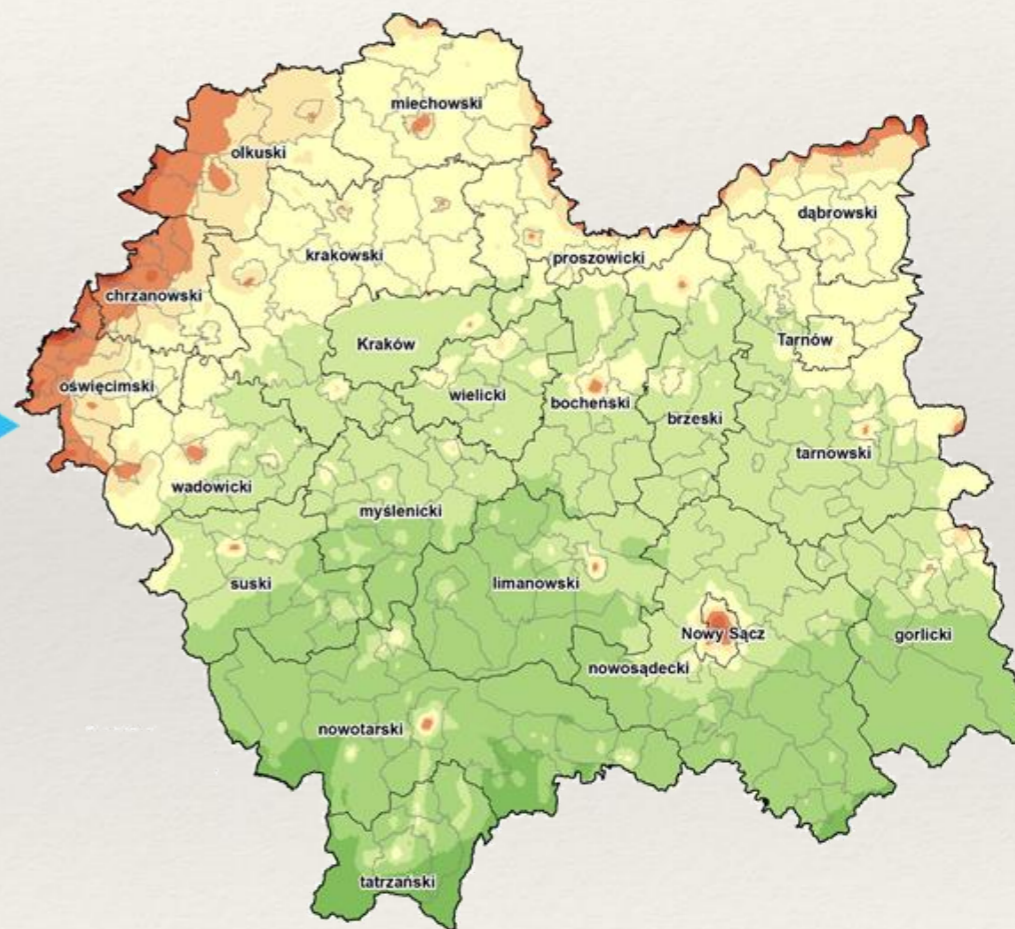 miechowski
olkuski
dąbrowski
krakowski
proszowicki
chrzanowski
Kraków
Tarnów
oświęcimski
wielicki
bocheński
brzeski
tarnowski
wadowicki
myślenicki
suski
limanowski
Nowy Sącz
gorlicki
nowosądecki
nowotarski
tatrzański